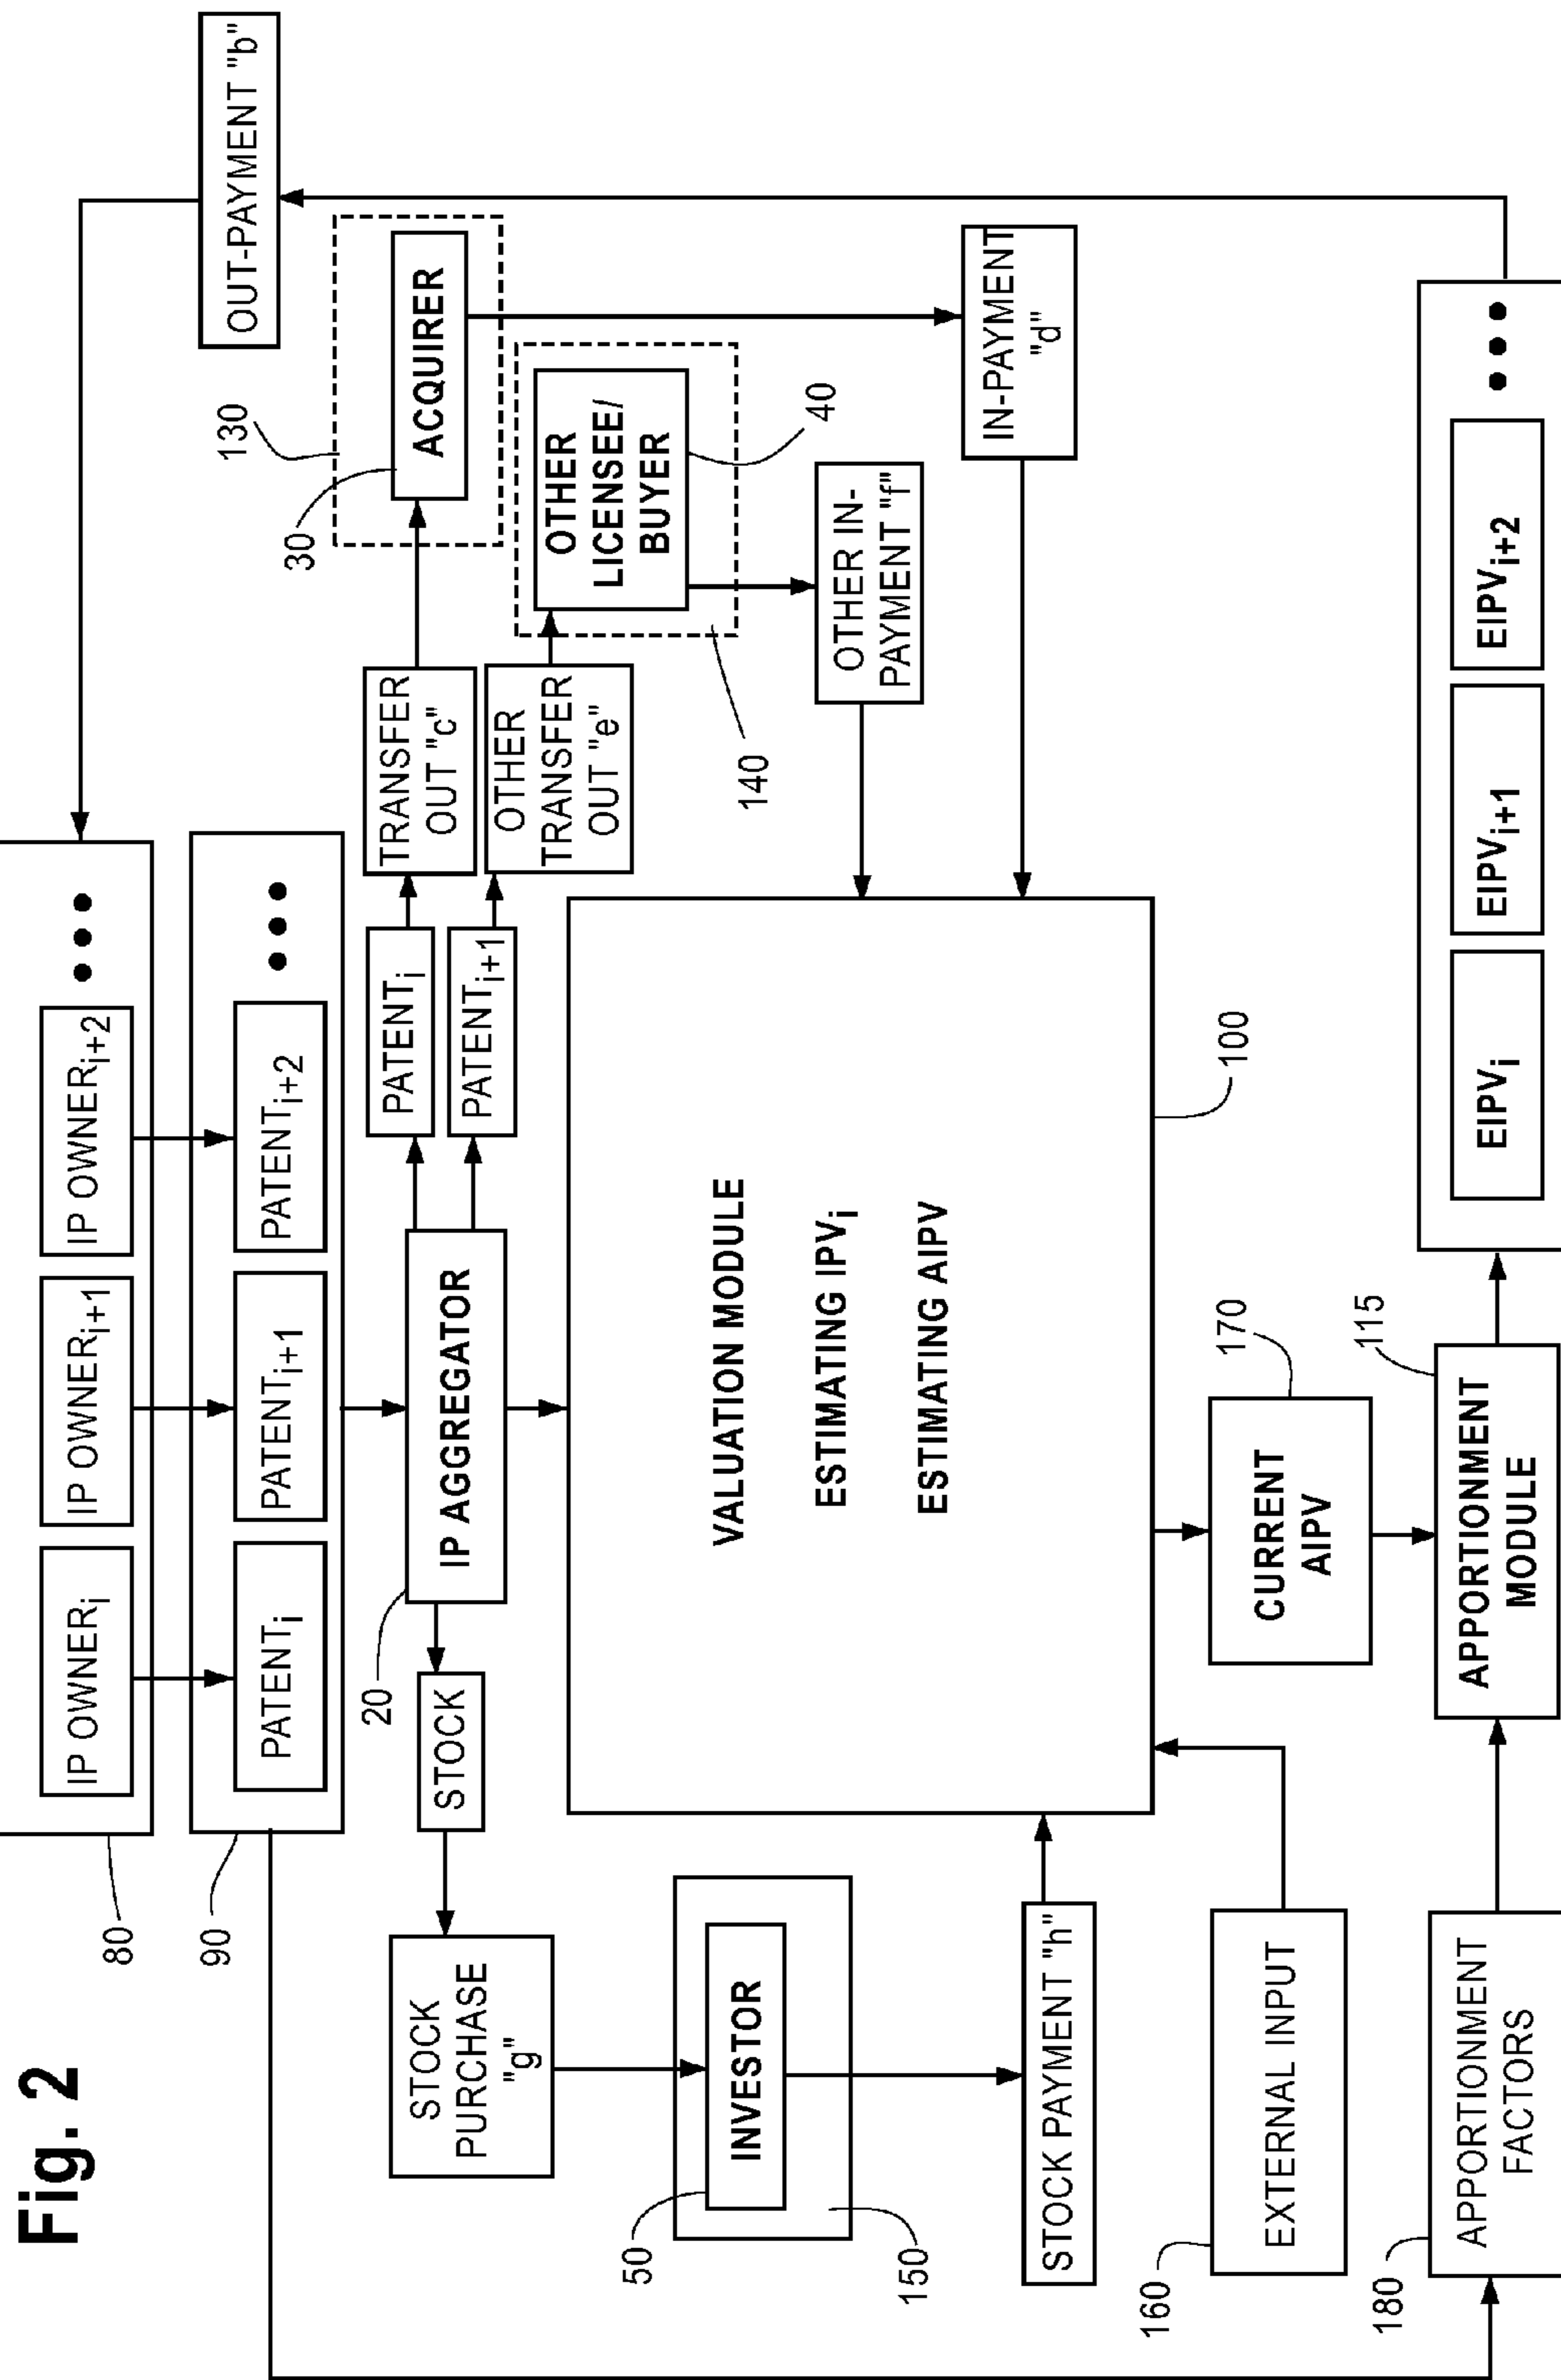 Fig. 2
80
IP OWNERi
IP OWNERi+1
IP OWNERi+2
90
PATENTi
PATENTi+1
PATENTi+2
OUT-PAYMENT "b"
20
IP AGGREGATOR
STOCK
STOCK
PURCHASE
"g"
PATENTi
PATENTi+1
TRANSFER
OUT "c"
OTHER
TRANSFER
OUT "e"
130
30
ACQUIRER
OTHER
LICENSEE/
BUYER
40
140
OTHER IN-
PAYMENT "f"
IN-PAYMENT
"d"
50
INVESTOR
150
STOCK PAYMENT "h"
VALUATION MODULE
ESTIMATING IPVi
ESTIMATING AIPV
100
160
EXTERNAL INPUT
170
CURRENT
AIPV
180
APPORTIONMENT
FACTORS
115
APPORTIONMENT
MODULE
EIPVi
EIPVi+1
EIPVi+2